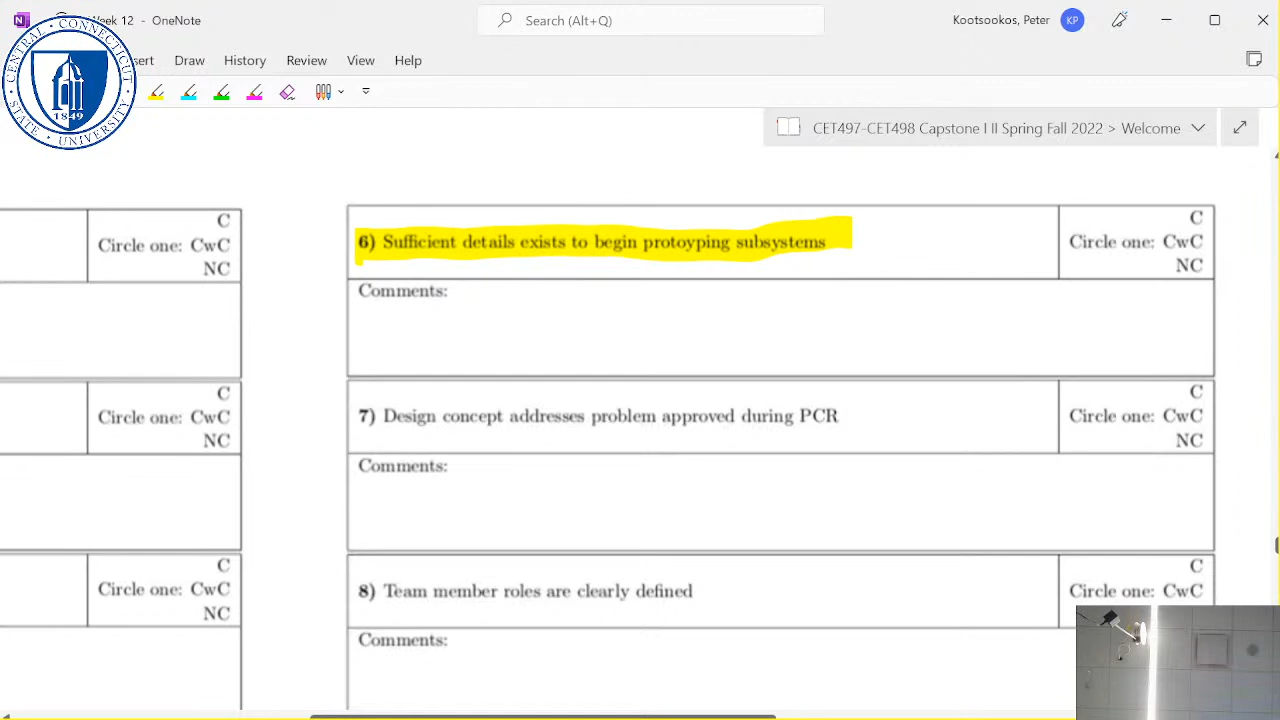 Week 12 - OneNote
Search (Alt+Q)
Kootsookos, Peter
KP
CENTRAL CONNECTICUT STATE UNIVERSITY
1849
Draw
History
Review
View
Help
CET497-CET498 Capstone I II Spring Fall 2022 > Welcome
C
Circle one: CwC
NC
C
Circle one: CwC
NC
C
Circle one: CwC
NC
6) Sufficient details exists to begin protoyping subsystems
C
Circle one: CwC
NC
Comments:
7) Design concept addresses problem approved during PCR
C
Circle one: CwC
NC
Comments:
8) Team member roles are clearly defined
C
Circle one: CwC
Comments: